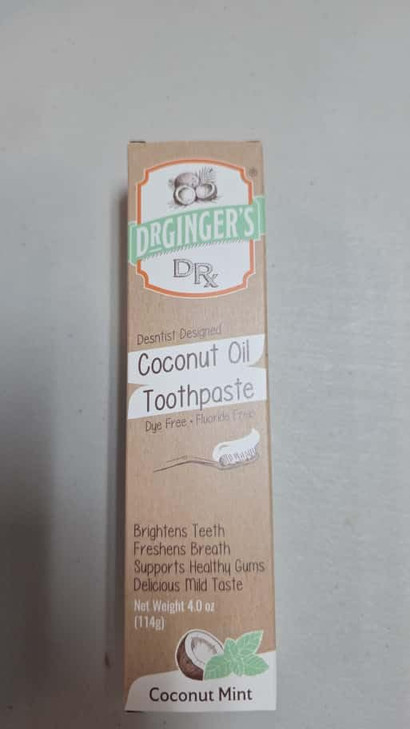 DRGINGER'S
®
DRx
Desntist Designed
Coconut Oil
Toothpaste
Dye Free • Fluoride Free
Brightens Teeth
Freshens Breath
Supports Healthy Gums
Delicious Mild Taste
Net Weight 4.0 oz
(114g)
Coconut Mint